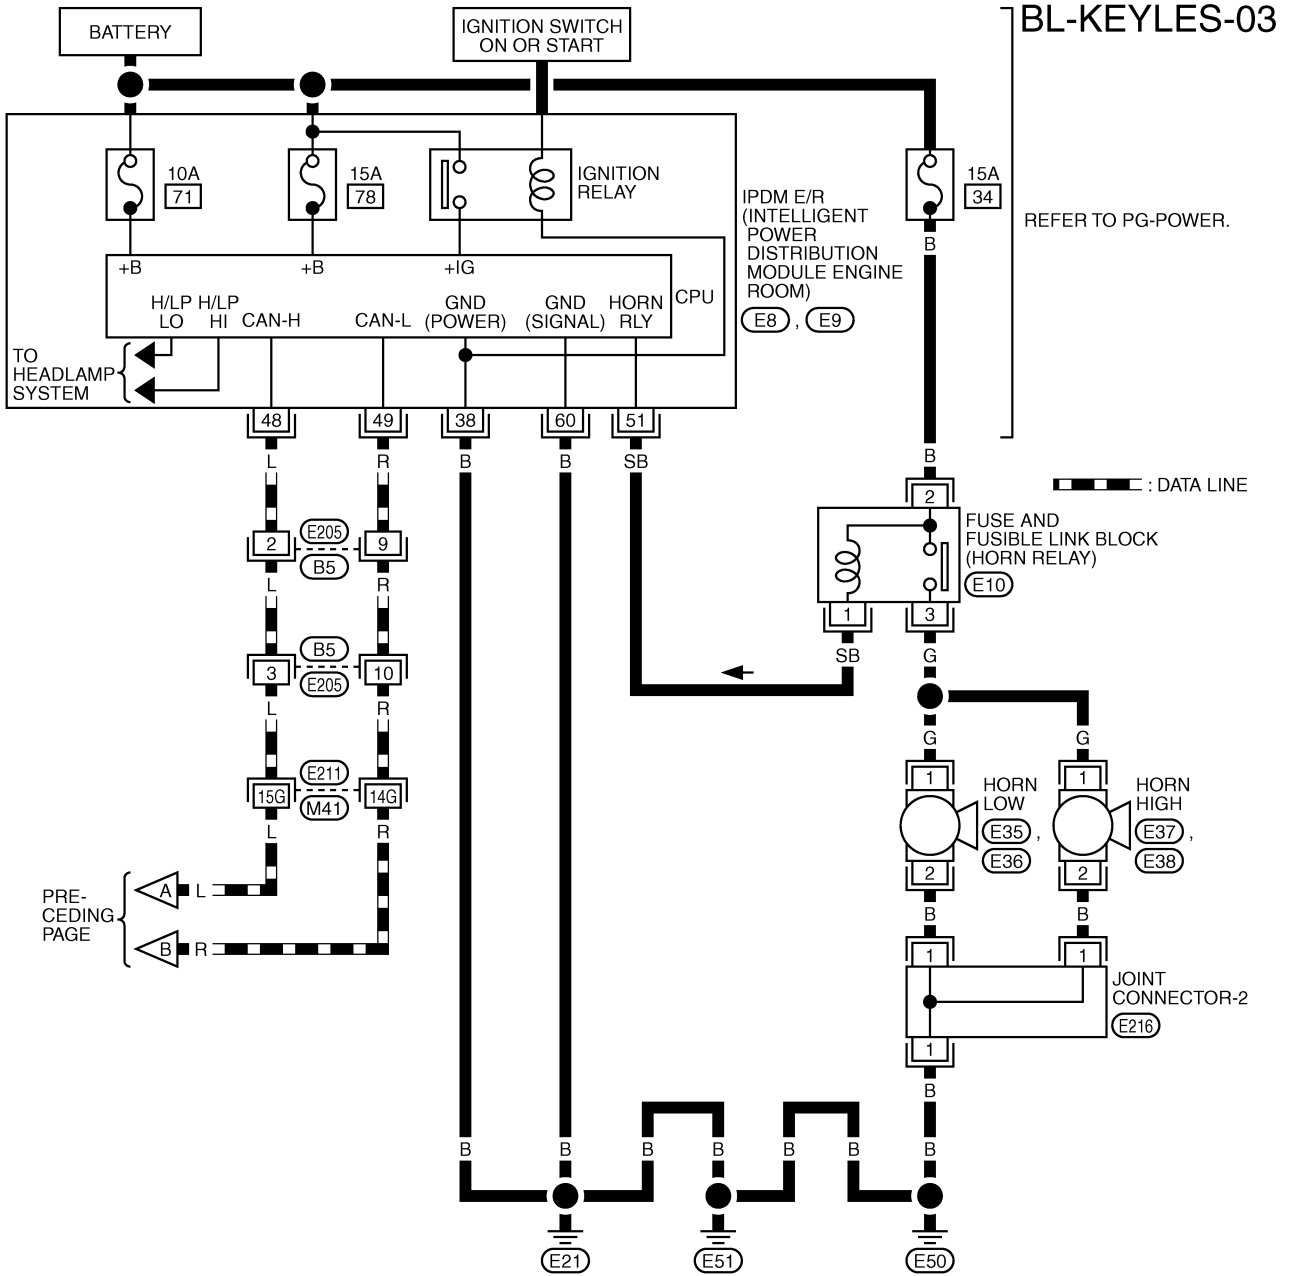 BL-KEYLES-03
BATTERY
IGNITION SWITCH
ON OR START
10A
71
15A
78
IGNITION
RELAY
15A
34
REFER TO PG-POWER.
IPDM E/R
(INTELLIGENT
POWER
DISTRIBUTION
MODULE ENGINE
ROOM)
E8 , E9
B
+B
+B
+IG
CPU
H/LP
LO
H/LP
HI
CAN-H
CAN-L
GND
(POWER)
GND
(SIGNAL)
HORN
RLY
TO
HEADLAMP
SYSTEM
48
49
38
60
51
L
R
B
B
SB
B
: DATA LINE
2
FUSE AND
FUSIBLE LINK BLOCK
(HORN RELAY)
E10
2
E205
B5
9
L
R
1
3
SB
G
3
B5
E205
10
L
R
G
G
15G
E211
M41
14G
L
R
1
1
HORN
LOW
E35 ,
E36
HORN
HIGH
E37 ,
E38
2
2
B
B
PRE-
CEDING
PAGE
A
L
B
R
1
1
JOINT
CONNECTOR-2
E216
1
B
B
B
B
B
B
B
B
E21
E51
E50